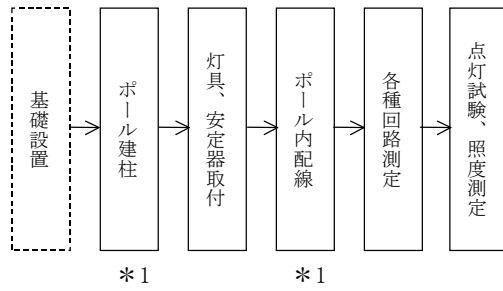 基礎設置
ポール建柱
灯具、安定器取付
ポール内配線
各種回路測定
点灯試験、照度測定
＊1
＊1